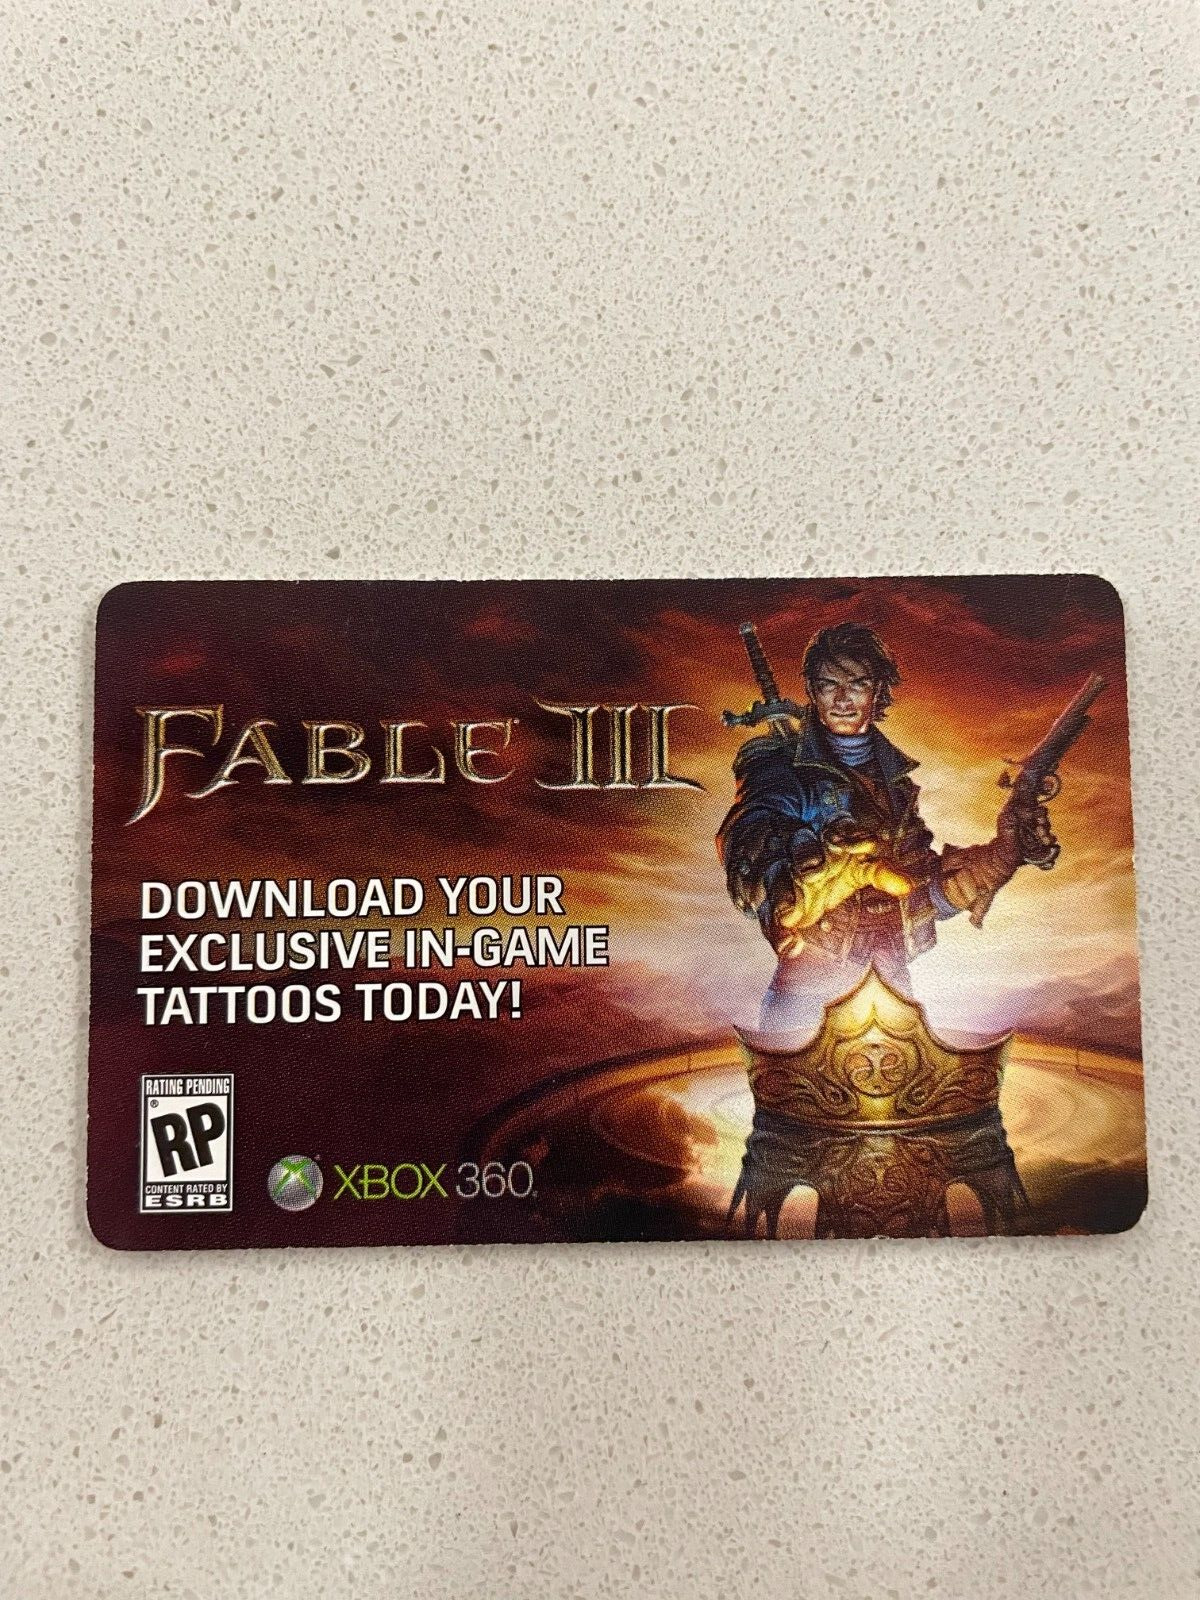 FABLE III
DOWNLOAD YOUR
EXCLUSIVE IN-GAME
TATTOOS TODAY!
RATING PENDING
RP
®
CONTENT RATED BY
ESRB
XBOX 360